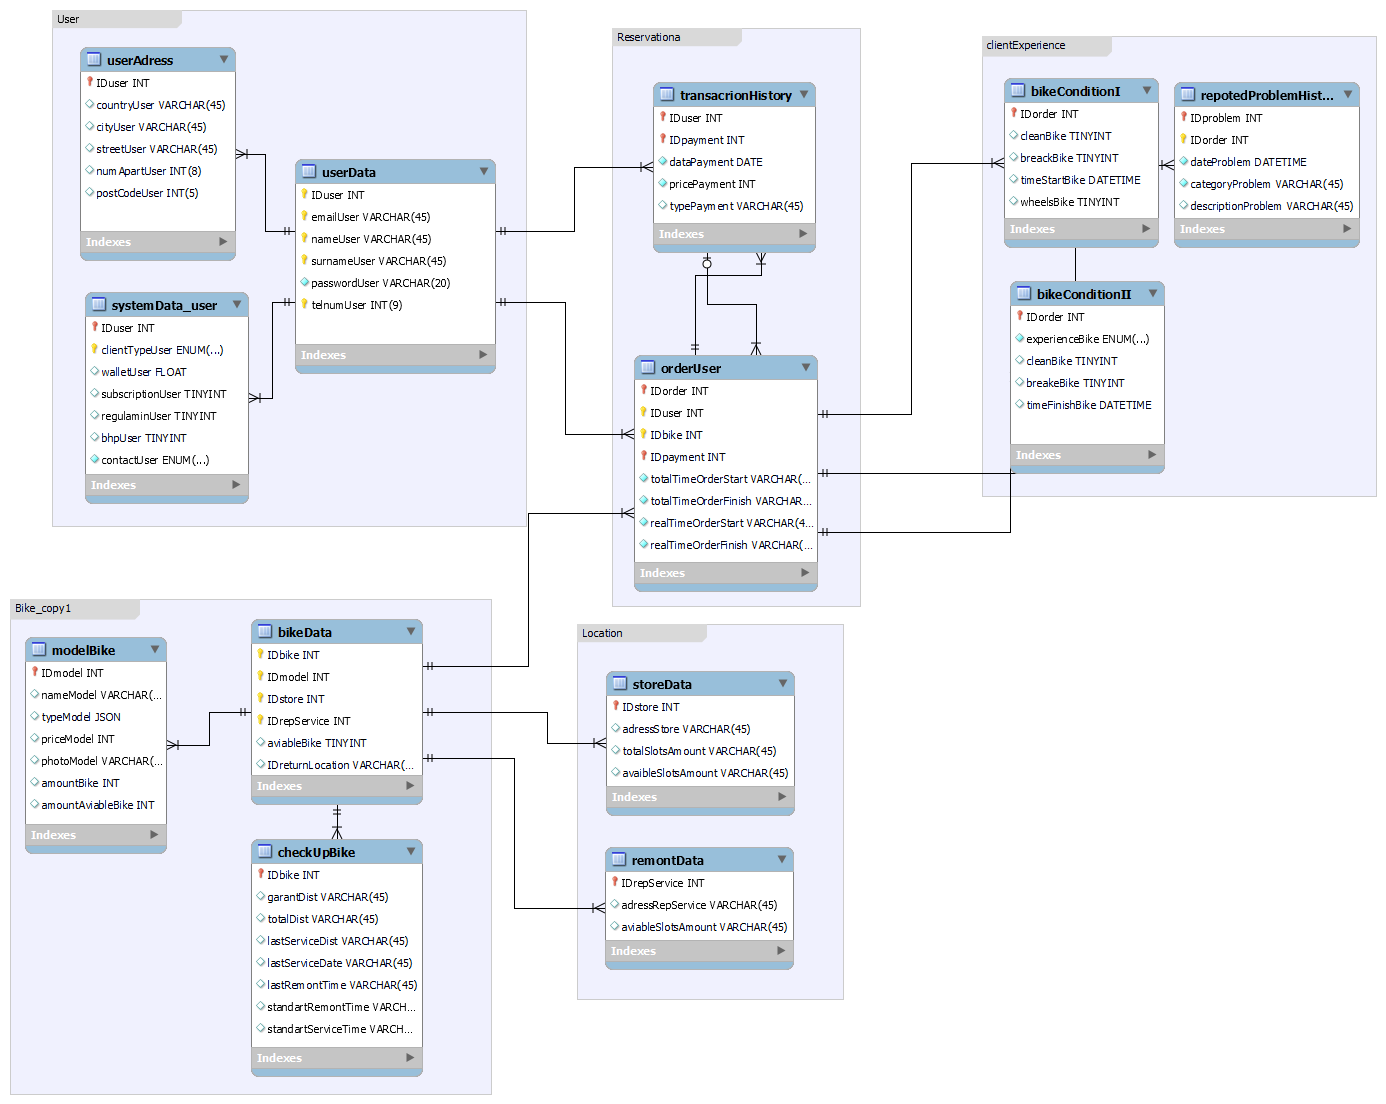 User
userAdress
IDuser INT
countryUser VARCHAR(45)
cityUser VARCHAR(45)
streetUser VARCHAR(45)
numApartUser INT(8)
postCodeUser INT(5)
Indexes
systemData_user
IDuser INT
clientTypeUser ENUM(...)
walletUser FLOAT
subscriptionUser TINYINT
regulaminUser TINYINT
bhpUser TINYINT
contactUser ENUM(...)
Indexes
userData
IDuser INT
emailUser VARCHAR(45)
nameUser VARCHAR(45)
surnameUser VARCHAR(45)
passwordUser VARCHAR(20)
telnumUser INT(9)
Indexes
Reservationa
transacrionHistory
IDuser INT
IDpayment INT
dataPayment DATE
pricePayment INT
typePayment VARCHAR(45)
Indexes
orderUser
IDorder INT
IDuser INT
IDbike INT
IDpayment INT
totalTimeOrderStart VARCHAR(...
totalTimeOrderFinish VARCHAR...
realTimeOrderStart VARCHAR(4...
realTimeOrderFinish VARCHAR(...
Indexes
clientExperience
bikeConditionI
IDorder INT
cleanBike TINYINT
breackBike TINYINT
timeStartBike DATETIME
wheelsBike TINYINT
Indexes
repotedProblemHist...
IDproblem INT
IDorder INT
dateProblem DATETIME
categoryProblem VARCHAR(45)
descriptionProblem VARCHAR(45)
Indexes
bikeConditionII
IDorder INT
experienceBike ENUM(...)
cleanBike TINYINT
breakeBike TINYINT
timeFinishBike DATETIME
Indexes
Bike_copy1
modelBike
IDmodel INT
nameModel VARCHAR(...
typeModel JSON
priceModel INT
photoModel VARCHAR(...
amountBike INT
amountAviableBike INT
Indexes
bikeData
IDbike INT
IDmodel INT
IDstore INT
IDrepService INT
aviableBike TINYINT
IDreturnLocation VARCHAR(...
Indexes
checkUpBike
IDbike INT
garantDist VARCHAR(45)
totalDist VARCHAR(45)
lastServiceDist VARCHAR(45)
lastServiceDate VARCHAR(45)
lastRemontTime VARCHAR(45)
standartRemontTime VARCH...
standartServiceTime VARCH...
Indexes
Location
storeData
IDstore INT
adressStore VARCHAR(45)
totalSlotsAmount VARCHAR(45)
avaibleSlotsAmount VARCHAR(45)
Indexes
remontData
IDrepService INT
adressRepService VARCHAR(45)
aviableSlotsAmount VARCHAR(45)
Indexes